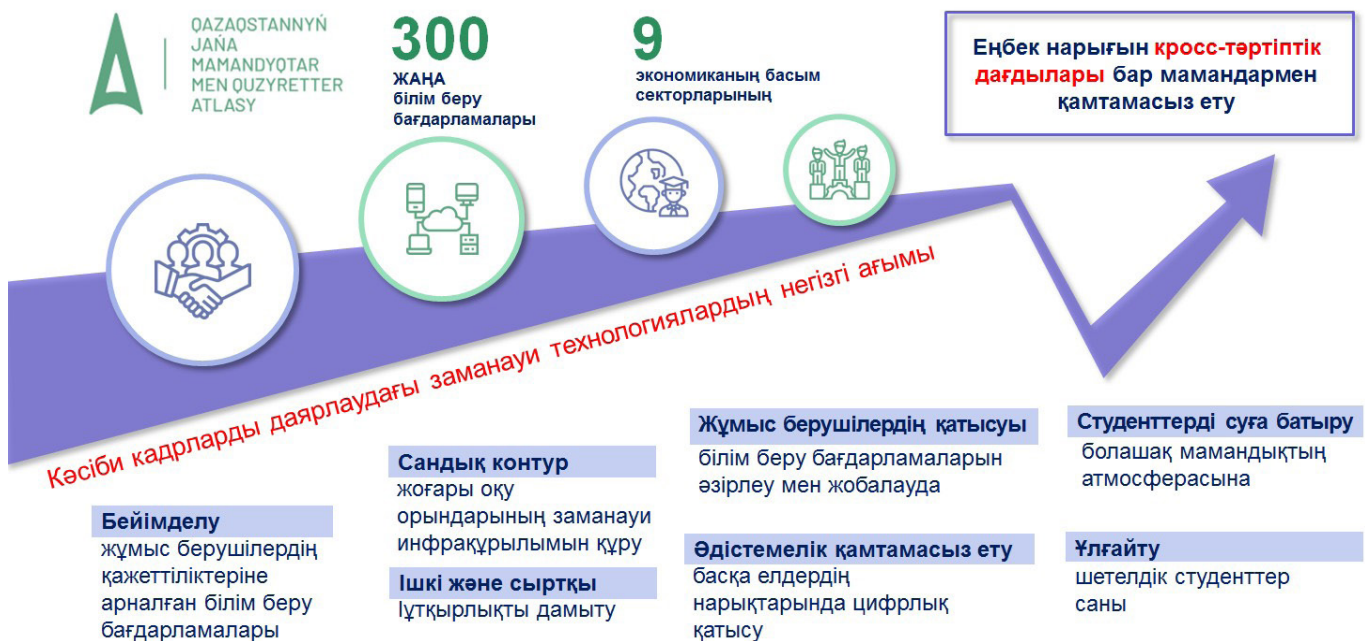 QAZAQSTANNYŃ
JAŃA
MAMANDYQTAR
MEN QUZYRETTER
ATLASY
300
ЖАҢА
білім беру
бағдарламалары
9
экономиканың басым
секторларының
Еңбек нарығын кросс-тәртіптік
дағдылары бар мамандармен
қамтамасыз ету
Кәсіби кадрларды даярлаудағы заманауи технологиялардың негізгі ағымы
Бейімделу
жұмыс берушілердің
қажеттіліктеріне
арналған білім беру
бағдарламалары
Сандық контур
жоғары оқу
орындарының заманауи
инфрақұрылымын құру
Ішкі және сыртқы
Ұтқырлықты дамыту
Жұмыс берушілердің қатысуы
білім беру бағдарламаларын
әзірлеу мен жобалауда
Әдістемелік қамтамасыз ету
басқа елдердің
нарықтарында цифрлық
қатысу
Студенттерді суға батыру
болашақ мамандықтың
атмосферасына
Ұлғайту
шетелдік студенттер
саны